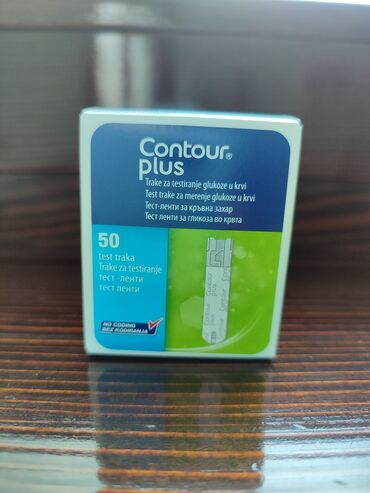 Contour®
plus
Trake za testiranje glukoze u krvi
Test trake za merenje glukoze u krvi
Тест-ленти за кръвна захар
Тест ленти за гликоза во крвта
50
test traka
Trake za testiranje
тест -ленти
тест ленти
Contour
plus
NO CODING
BEZ KODIRANJA